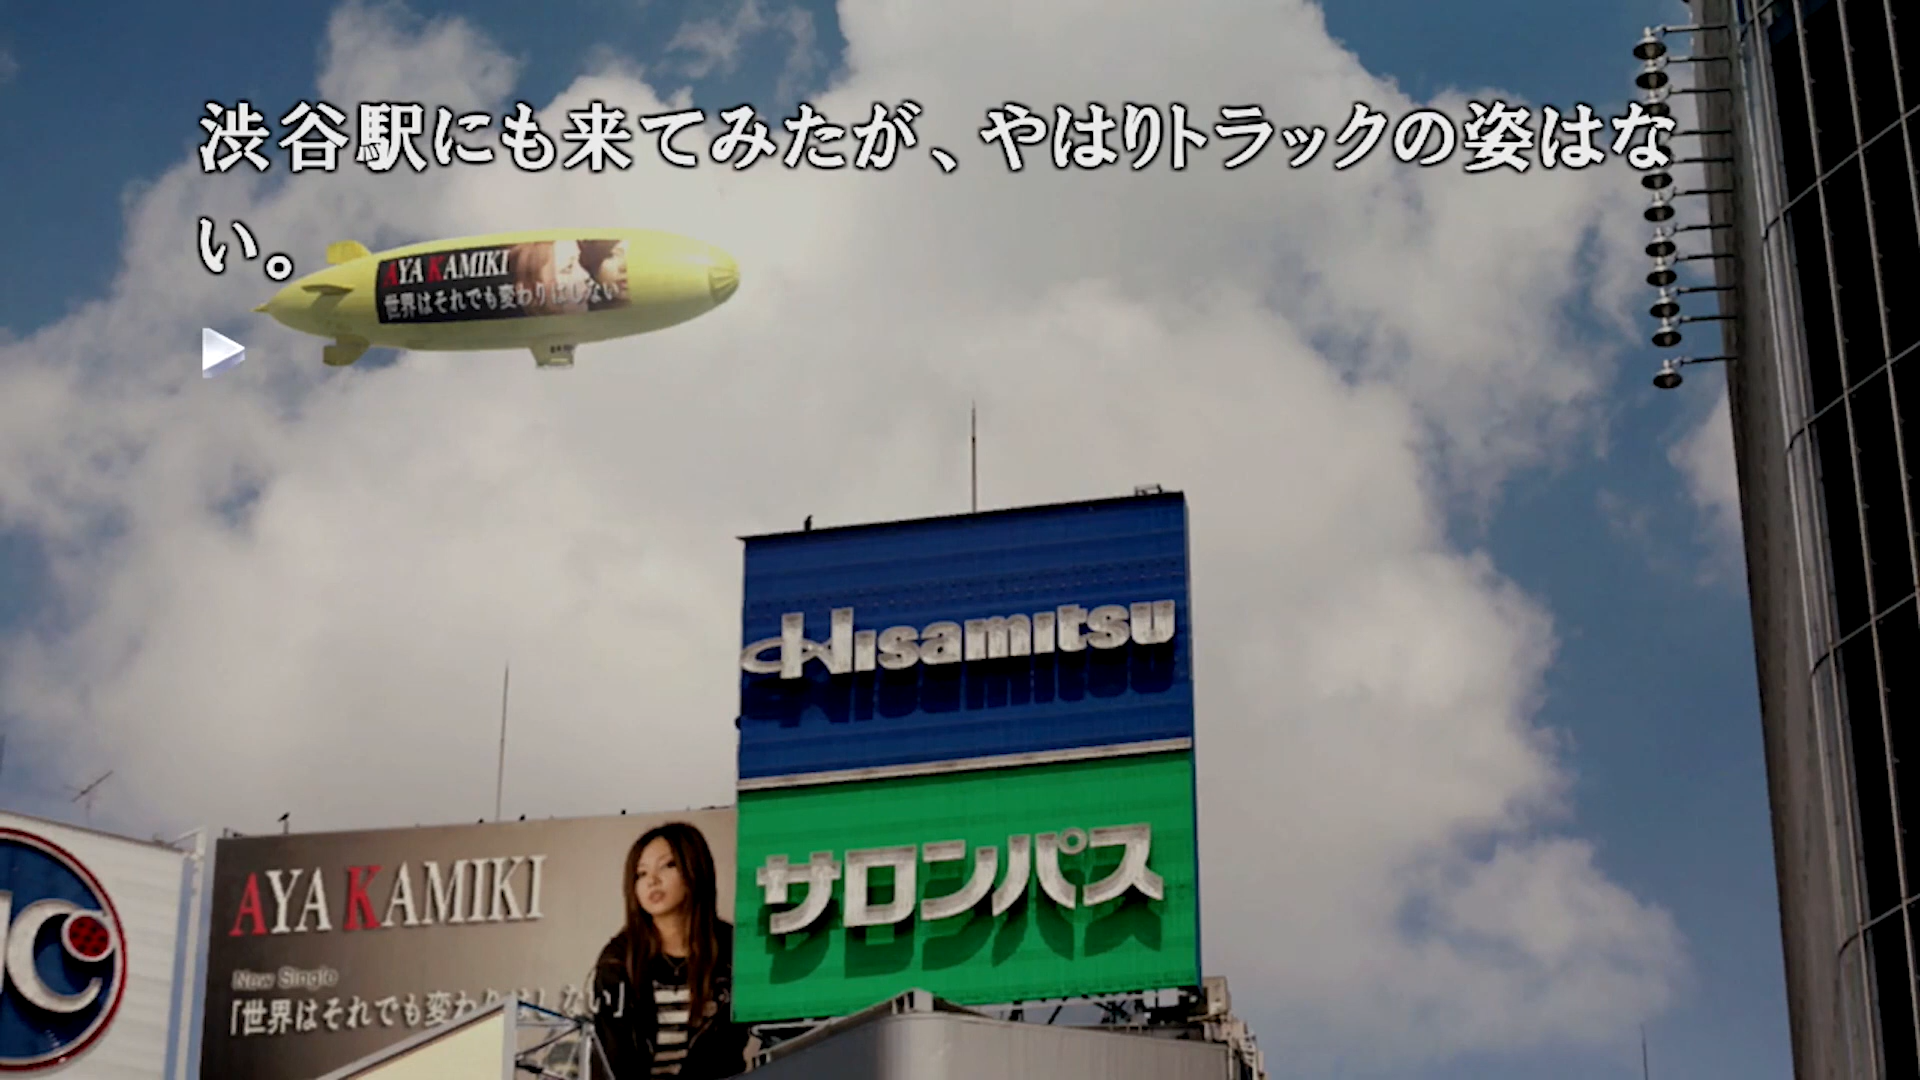 渋谷駅にも来てみたが、やはりトラックの姿はな
い。
AYA KAMIKI
世界はそれでも変わりはしない
Hisamitsu
サロンパス
AYA KAMIKI
New Single
「世界はそれでも変わりはしない」